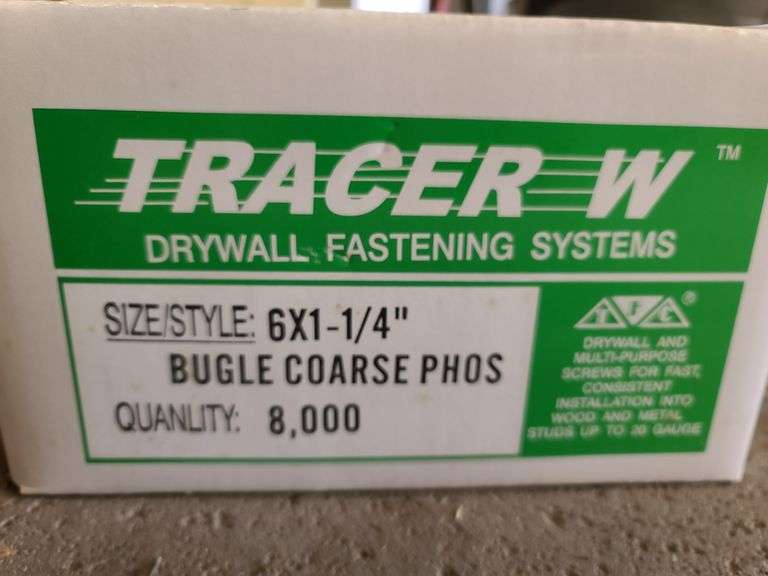 TRACER W ™
DRYWALL FASTENING SYSTEMS
SIZE/STYLE: 6X1-1/4"
BUGLE COARSE PHOS
QUANLITY: 8,000
TFC ®
DRYWALL AND
MULTI-PURPOSE
SCREWS FOR FAST,
CONSISTENT
INSTALLATION INTO
WOOD AND METAL
STUDS UP TO 20 GAUGE